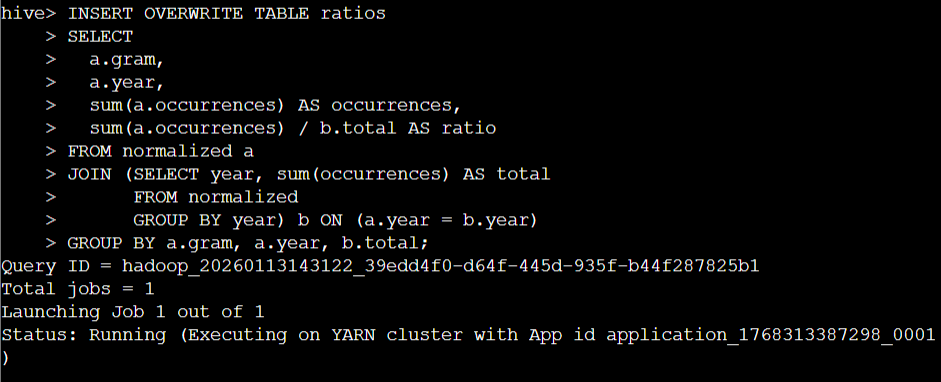 hive> INSERT OVERWRITE TABLE ratios
    > SELECT
    >   a.gram,
    >   a.year,
    >   sum(a.occurrences) AS occurrences,
    >   sum(a.occurrences) / b.total AS ratio
    > FROM normalized a
    > JOIN (SELECT year, sum(occurrences) AS total
    >       FROM normalized
    >       GROUP BY year) b ON (a.year = b.year)
    > GROUP BY a.gram, a.year, b.total;
Query ID = hadoop_20260113143122_39edd4f0-d64f-445d-935f-b44f287825b1
Total jobs = 1
Launching Job 1 out of 1
Status: Running (Executing on YARN cluster with App id application_1768313387298_0001
)